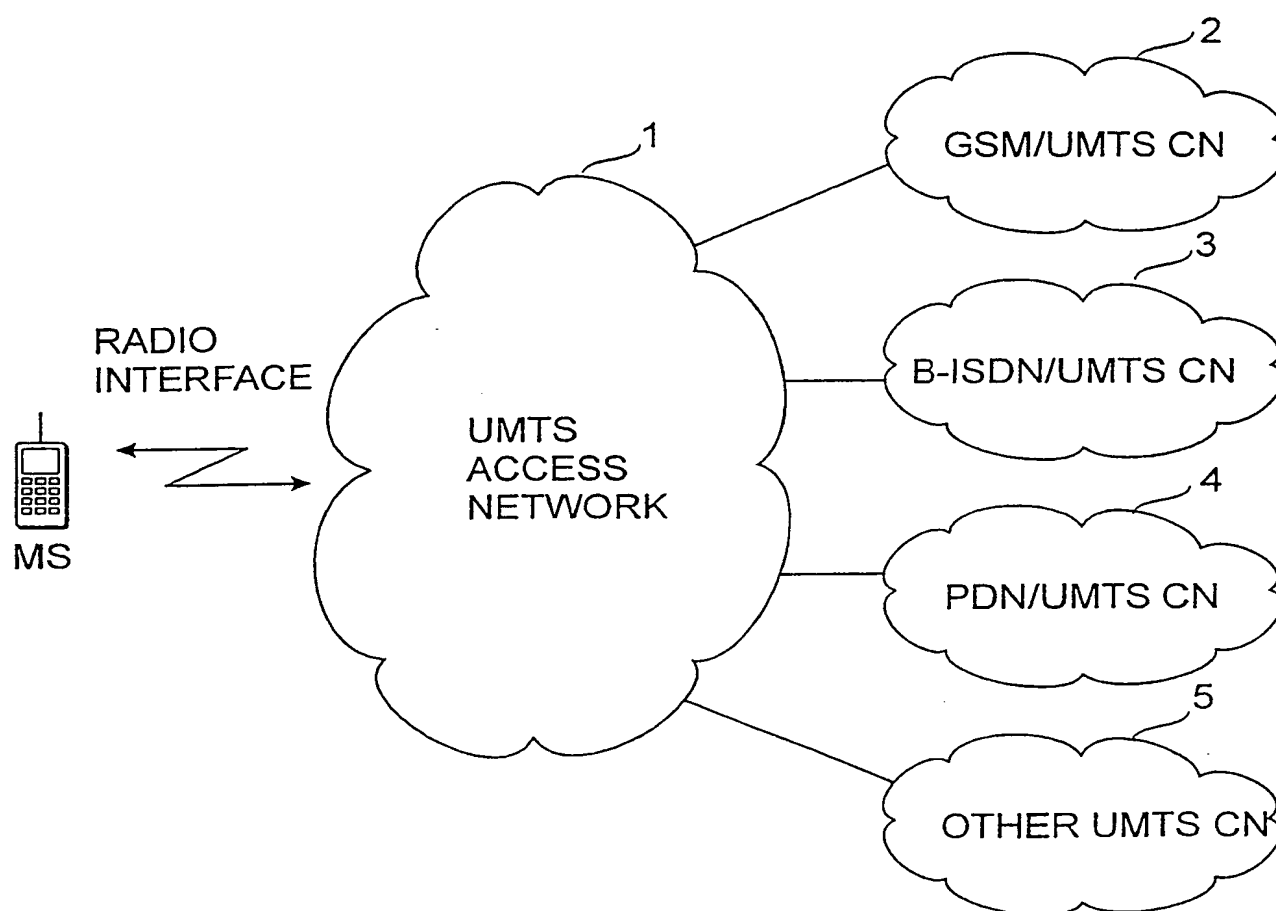 2
GSM/UMTS CN
1
3
RADIO
INTERFACE
B-ISDN/UMTS CN
UMTS
ACCESS
NETWORK
4
MS
PDN/UMTS CN
5
OTHER UMTS CN